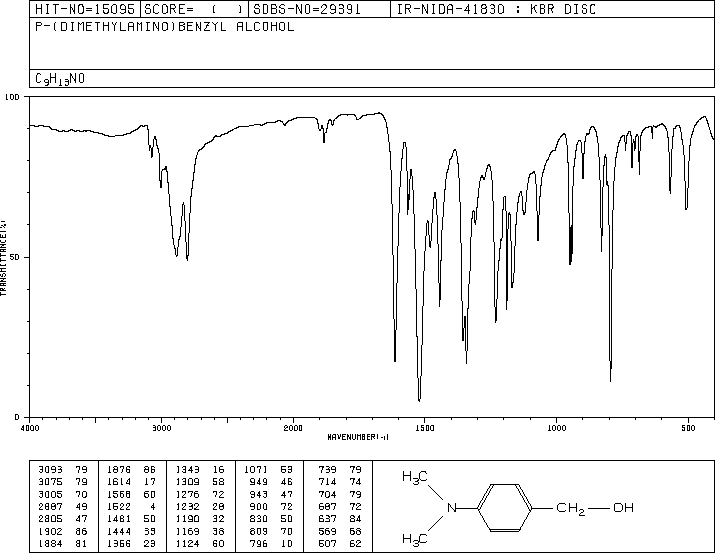 HIT-NO=15095 SCORE= ( ) SDBS-NO=29391 IR-NIDA-41830 : KBR DISC
P-(DIMETHYLAMINO)BENZYL ALCOHOL
C9H13NO
100
50
0
TRANSMITTANCE(%)
4000 3000 2000 1500 1000 500
WAVENUMBER(-1)
3093 79 1876 86 1343 16 1071 53 739 79
3075 79 1614 17 1309 58 949 46 714 74
3005 70 1568 60 1276 72 943 47 704 79
2887 49 1522 4 1232 28 900 72 687 72
2805 47 1481 50 1190 32 830 50 637 84
1902 86 1444 33 1169 38 809 70 569 68
1884 81 1356 23 1124 60 796 10 507 62
H3C
N
H3C
CH2 OH